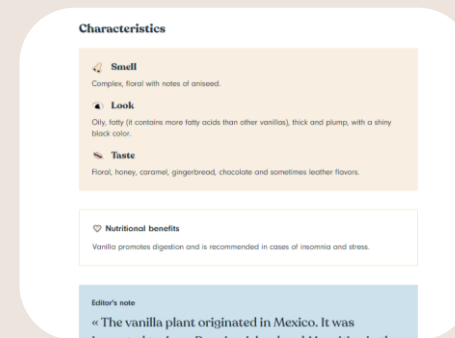 Characteristics
Smell
Complex, floral with notes of aniseed.
Look
Oily, fatty (it contains more fatty acids than other vanillas), thick and plump, with a shiny
black color.
Taste
Floral, honey, caramel, gingerbread, chocolate and sometimes leather flavors.
Nutritional benefits
Vanilla promotes digestion and is recommended in cases of insomnia and stress.
Editor's note
« The vanilla plant originated in Mexico. It was